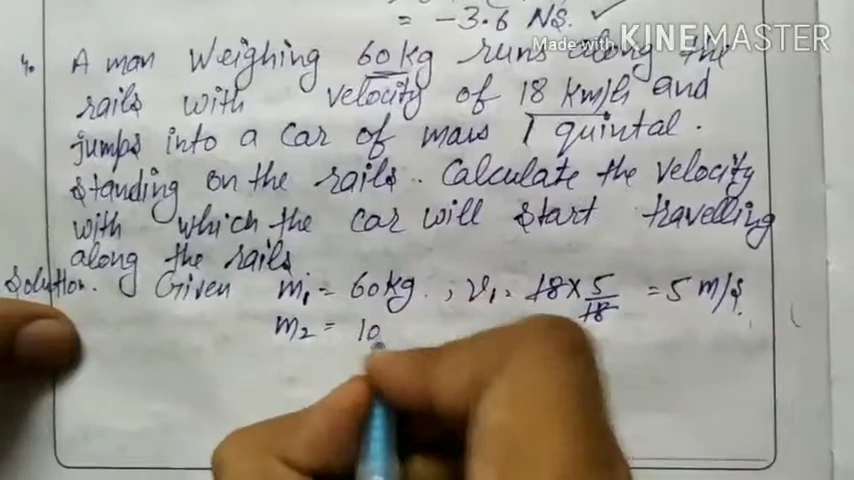 = -3.6 NS. ✓
Made with KINEMASTER
4. A man Weighing 60 kg runs along the
rails with velocity of 18 km/h and
jumps into a car of mass 1 quintal.
standing on the rails. Calculate the velocity
with which the car will start travelling
along the rails
Solution. Given m₁ = 60kg., v₁ = 18 × 5/18 = 5 m/s.
m₂ = 10